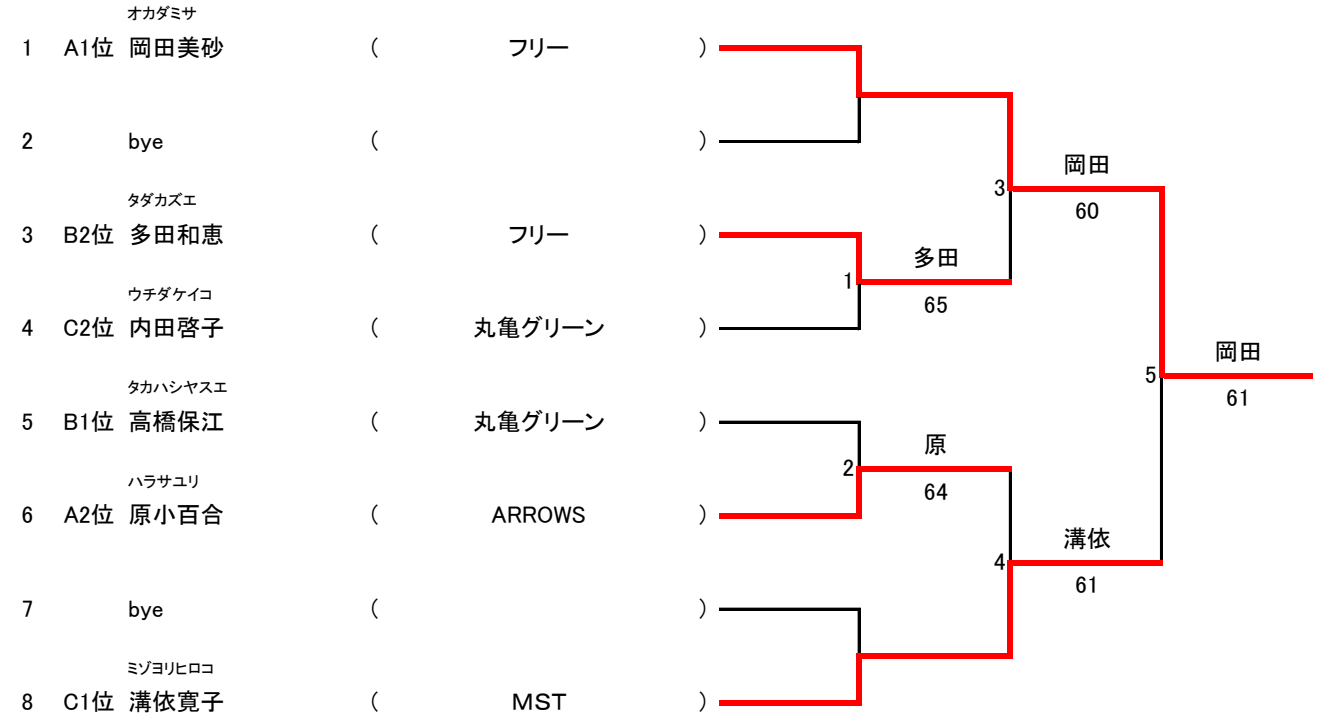 オカダミサ
1 A1位 岡田美砂 ( フリー )
2 bye ( )
岡田
3
60
タダカズエ
3 B2位 多田和恵 ( フリー )
多田
1
65
ウチダケイコ
4 C2位 内田啓子 ( 丸亀グリーン )
岡田
5
61
タカハシヤスエ
5 B1位 高橋保江 ( 丸亀グリーン )
原
2
64
ハラサユリ
6 A2位 原小百合 ( ARROWS )
溝依
4
61
7 bye ( )
ミゾヨリヒロコ
8 C1位 溝依寛子 ( MST )